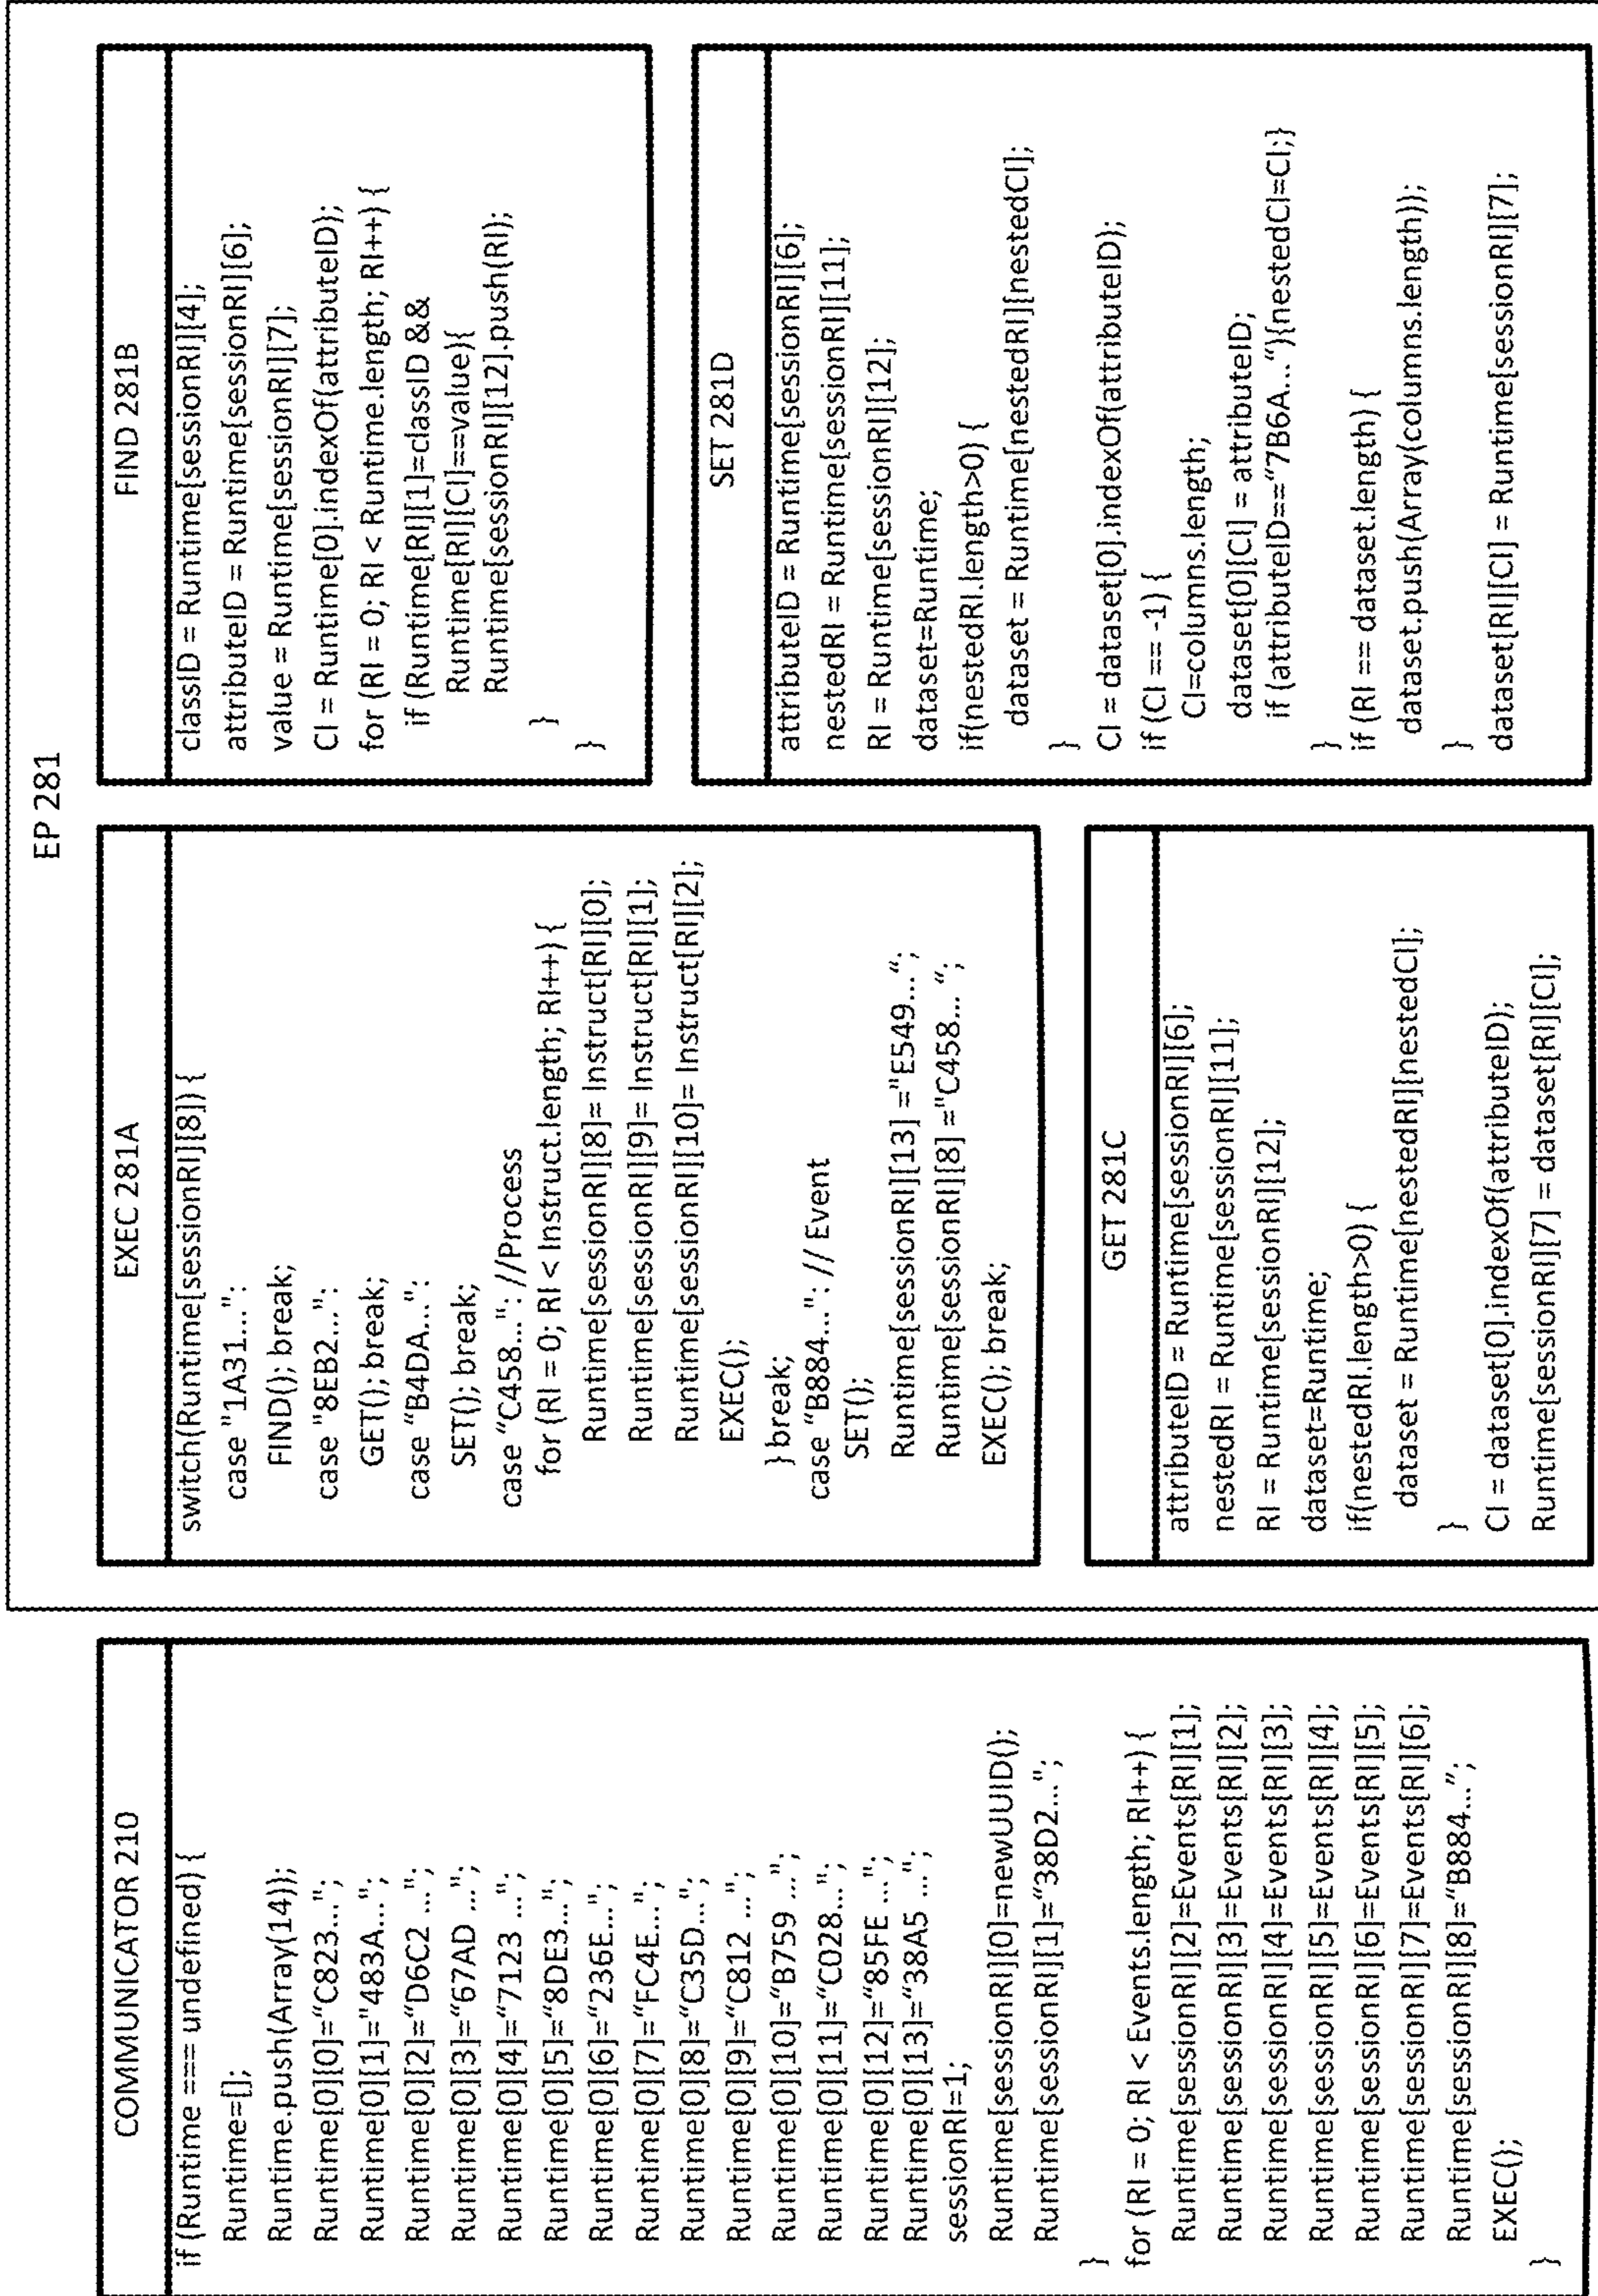 EP 281
COMMUNICATOR 210
if (Runtime === undefined) {
Runtime=[];
Runtime.push(Array(14));
Runtime[0][0]="C823...";
Runtime[0][1]="483A...";
Runtime[0][2]="D6C2 ...";
Runtime[0][3]="67AD ...";
Runtime[0][4]="7123 ...";
Runtime[0][5]="8DE3...";
Runtime[0][6]="236E...";
Runtime[0][7]="FC4E...";
Runtime[0][8]="C35D...";
Runtime[0][9]="C812 ...";
Runtime[0][10]="B759 ...";
Runtime[0][11]="C028...";
Runtime[0][12]="85FE ...";
Runtime[0][13]="38A5 ...";
sessionRI=1;
Runtime[sessionRI][0]=newUUID();
Runtime[sessionRI][1]="38D2...";
}
for (RI = 0; RI < Events.length; RI++) {
Runtime[sessionRI][2]=Events[RI][1];
Runtime[sessionRI][3]=Events[RI][2];
Runtime[sessionRI][4]=Events[RI][3];
Runtime[sessionRI][5]=Events[RI][4];
Runtime[sessionRI][6]=Events[RI][5];
Runtime[sessionRI][7]=Events[RI][6];
Runtime[sessionRI][8]="B884...";
EXEC();
}
EXEC 281A
switch(Runtime[sessionRI][8]) {
case "1A31...":
FIND(); break;
case "8EB2...":
GET(); break;
case "B4DA...":
SET(); break;
case "C458...": //Process
for (RI = 0; RI < Instruct.length; RI++) {
Runtime[sessionRI][8]= Instruct[RI][0];
Runtime[sessionRI][9]= Instruct[RI][1];
Runtime[sessionRI][10]= Instruct[RI][2];
EXEC();
} break;
case "B884...": // Event
SET();
Runtime[sessionRI][13] ="E549...";
Runtime[sessionRI][8] ="C458... ";
EXEC(); break;
FIND 281B
classID = Runtime[sessionRI][4];
attributeID = Runtime[sessionRI][6];
value = Runtime[sessionRI][7];
CI = Runtime[0].indexOf(attributeID);
for (RI = 0; RI < Runtime.length; RI++) {
if (Runtime[RI][1]=classID &&
Runtime[RI][CI]==value){
Runtime[sessionRI][12].push(RI);
}
}
GET 281C
attributeID = Runtime[sessionRI][6];
nestedRI = Runtime[sessionRI][11];
RI = Runtime[sessionRI][12];
dataset=Runtime;
if(nestedRI.length>0) {
dataset = Runtime[nestedRI][nestedCI];
}
CI = dataset[0].indexOf(attributeID);
Runtime[sessionRI][7] = dataset[RI][CI];
SET 281D
attributeID = Runtime[sessionRI][6];
nestedRI = Runtime[sessionRI][11];
RI = Runtime[sessionRI][12];
dataset=Runtime;
if(nestedRI.length>0) {
dataset = Runtime[nestedRI][nestedCI];
}
CI = dataset[0].indexOf(attributeID);
if (CI == -1) {
CI=columns.length;
dataset[0][CI] = attributeID;
if (attributeID=="7B6A... "){nestedCI=CI;}
}
if (RI == dataset.length) {
dataset.push(Array(columns.length));
}
dataset[RI][CI] = Runtime[sessionRI][7];